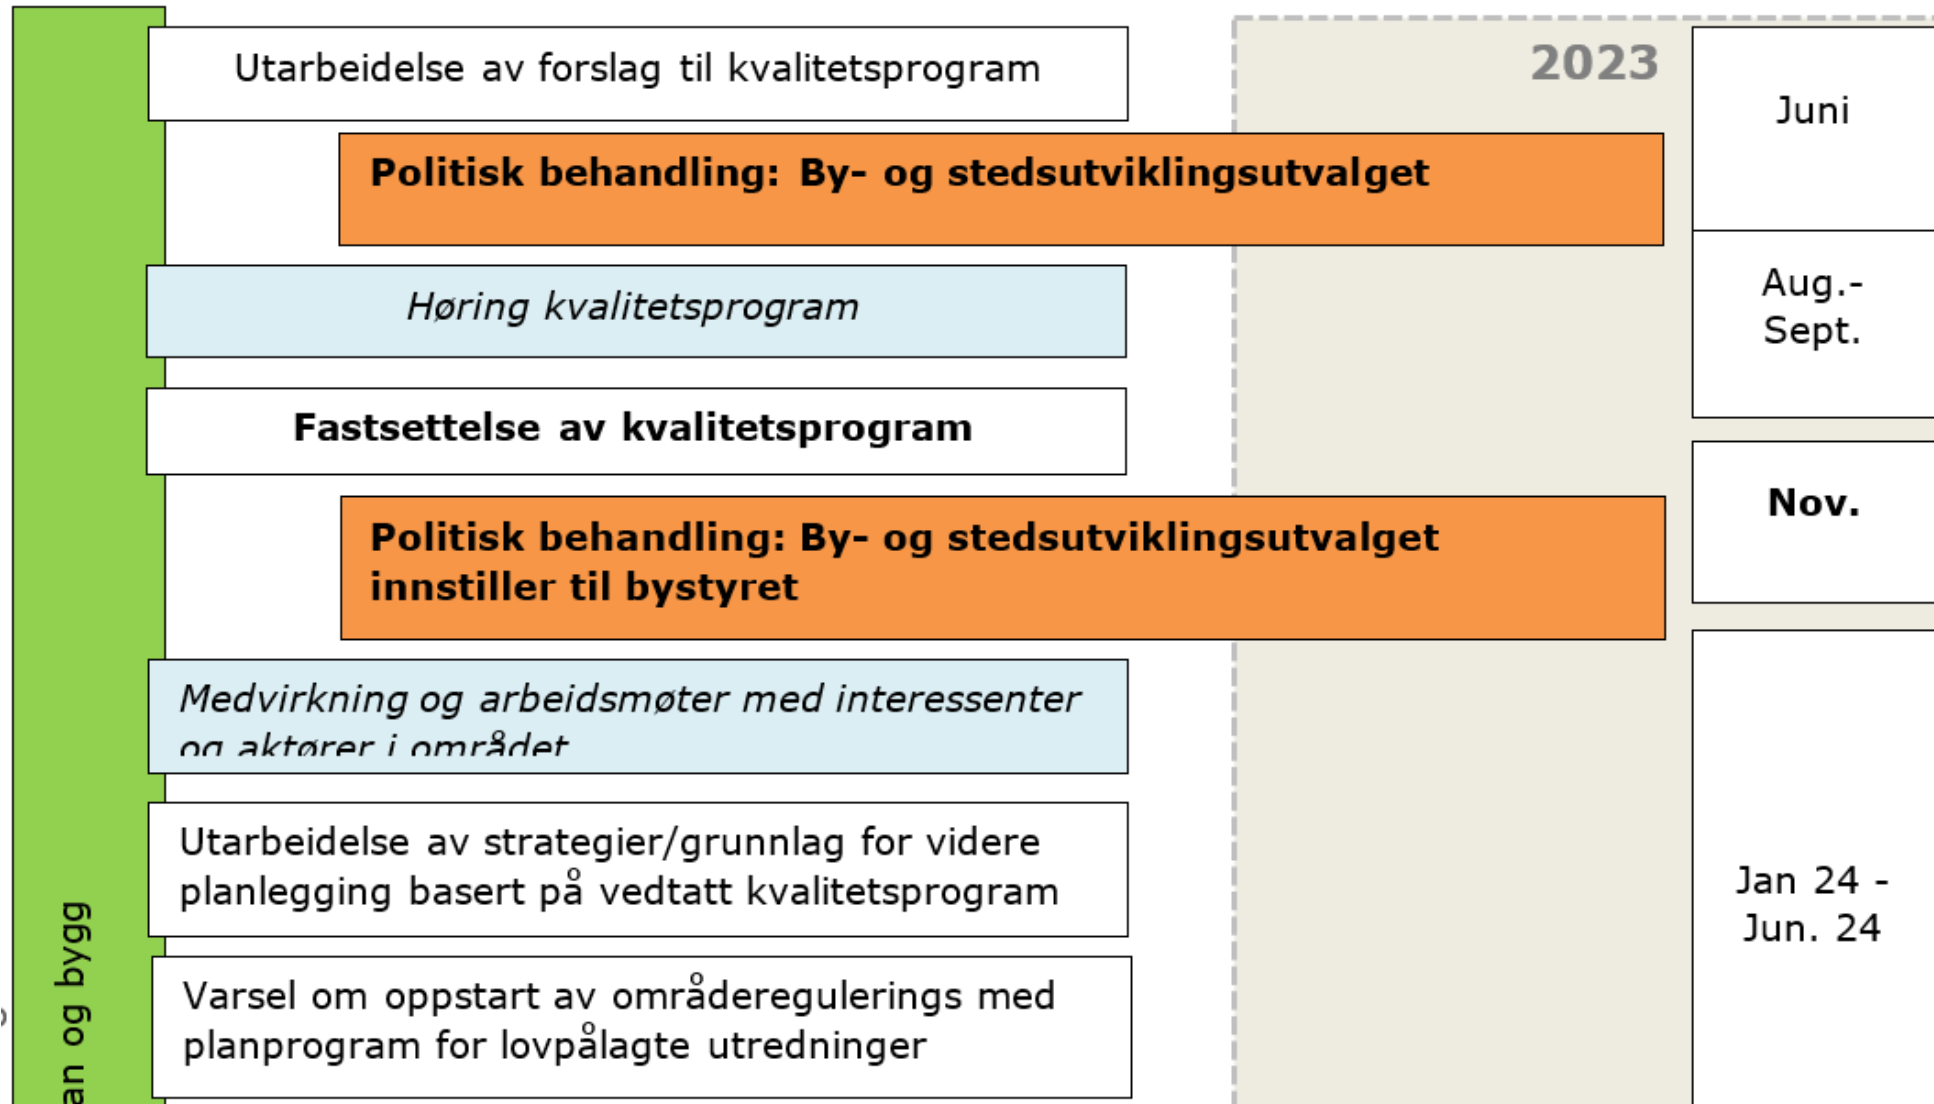 Utarbeidelse av forslag til kvalitetsprogram
2023
Juni
Politisk behandling: By- og stedsutviklingsutvalget
Høring kvalitetsprogram
Aug.-
Sept.
Fastsettelse av kvalitetsprogram
Nov.
Politisk behandling: By- og stedsutviklingsutvalget
innstiller til bystyret
Medvirkning og arbeidsmøter med interessenter
og aktører i området
Utarbeidelse av strategier/grunnlag for videre
planlegging basert på vedtatt kvalitetsprogram
Jan 24 -
Jun. 24
Varsel om oppstart av områderegulerings med
planprogram for lovpålagte utredninger
an og bygg